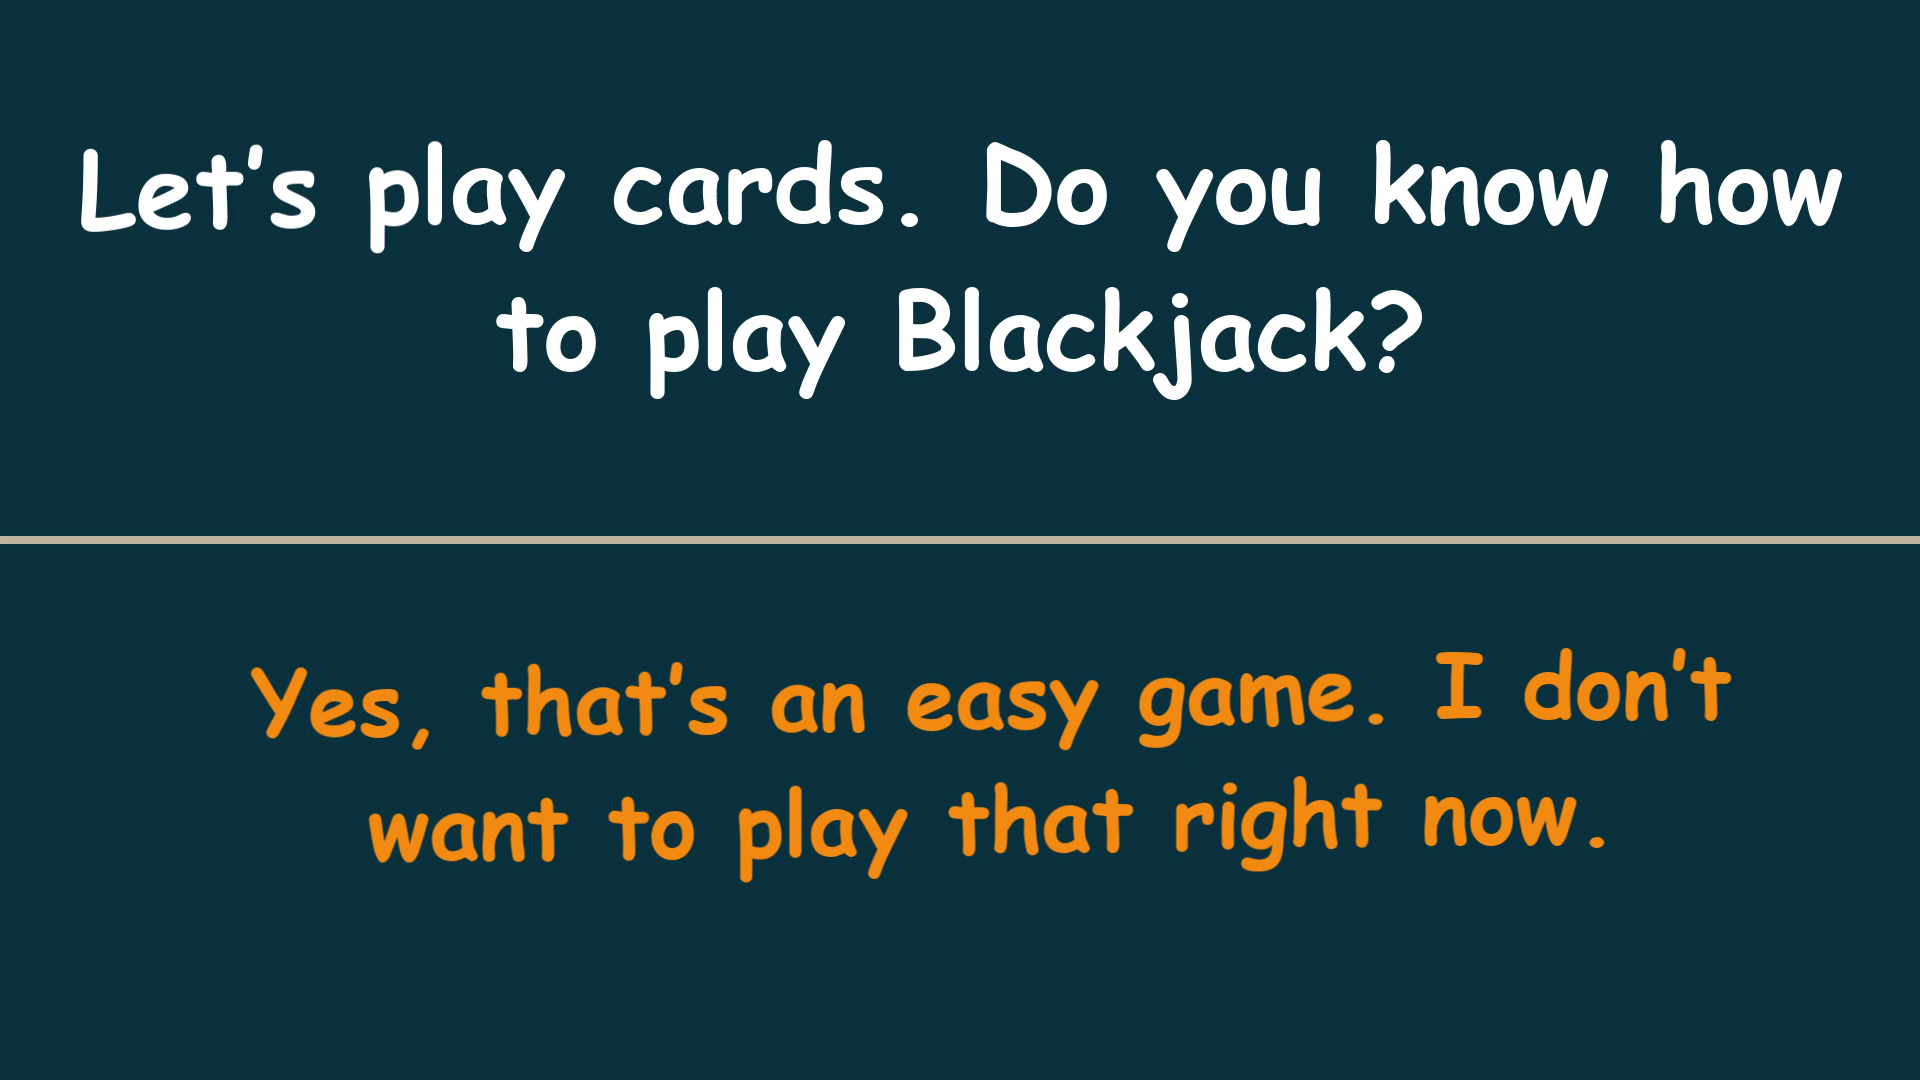 Let's play cards. Do you know how
to play Blackjack?
Yes, that's an easy game. I don't
want to play that right now.